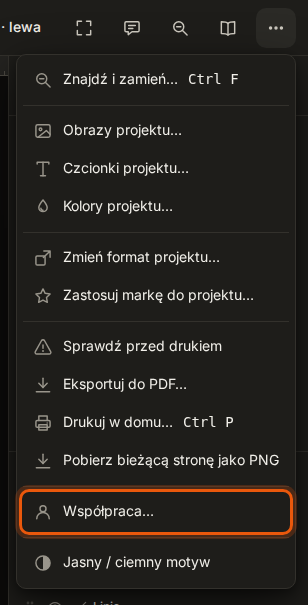 · lewa
Znajdź i zamień... Ctrl F
Obrazy projektu...
Czcionki projektu...
Kolory projektu...
Zmień format projektu...
Zastosuj markę do projektu...
Sprawdź przed drukiem
Eksportuj do PDF...
Drukuj w domu... Ctrl P
Pobierz bieżącą stronę jako PNG
Współpraca...
Jasny / ciemny motyw